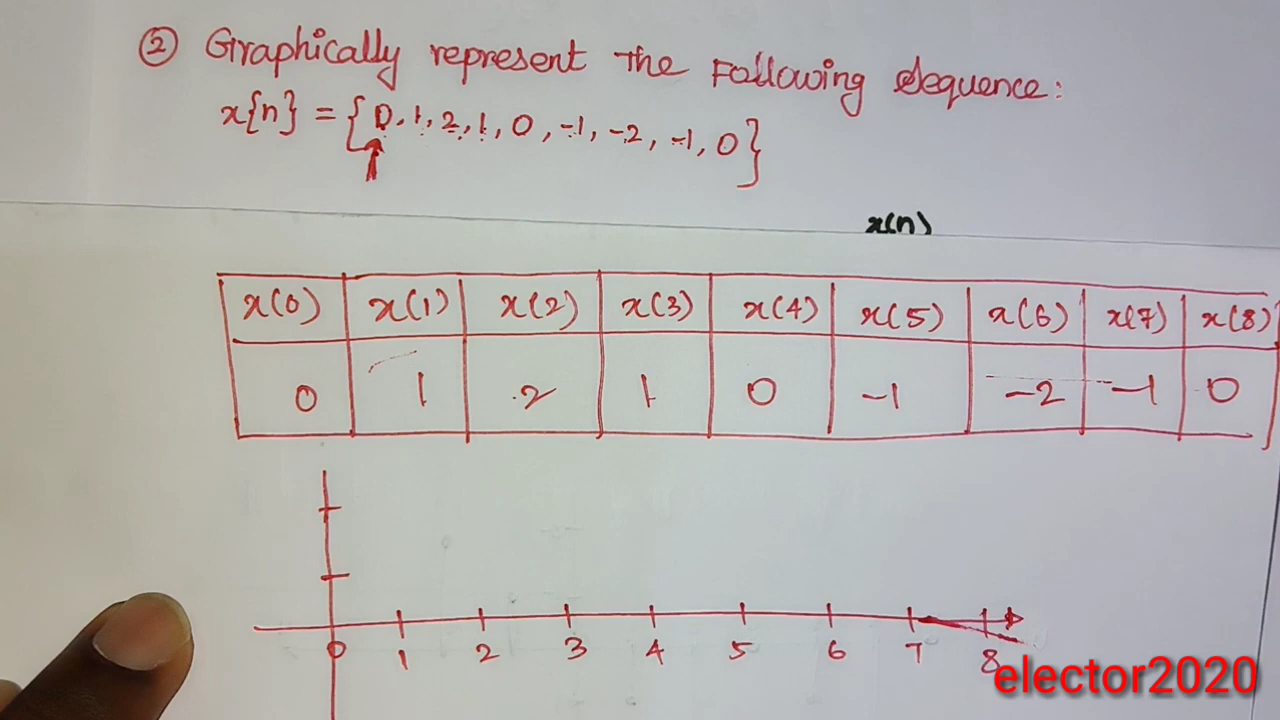 ② Graphically represent the Following Sequence:
x{n} = {0, 1, 2, 1, 0, -1, -2, -1, 0}
x(n)
x(0) x(1) x(2) x(3) x(4) x(5) x(6) x(7) x(8)
0 1 2 1 0 -1 -2 -1 0
0 1 2 3 4 5 6 7 8
elector2020